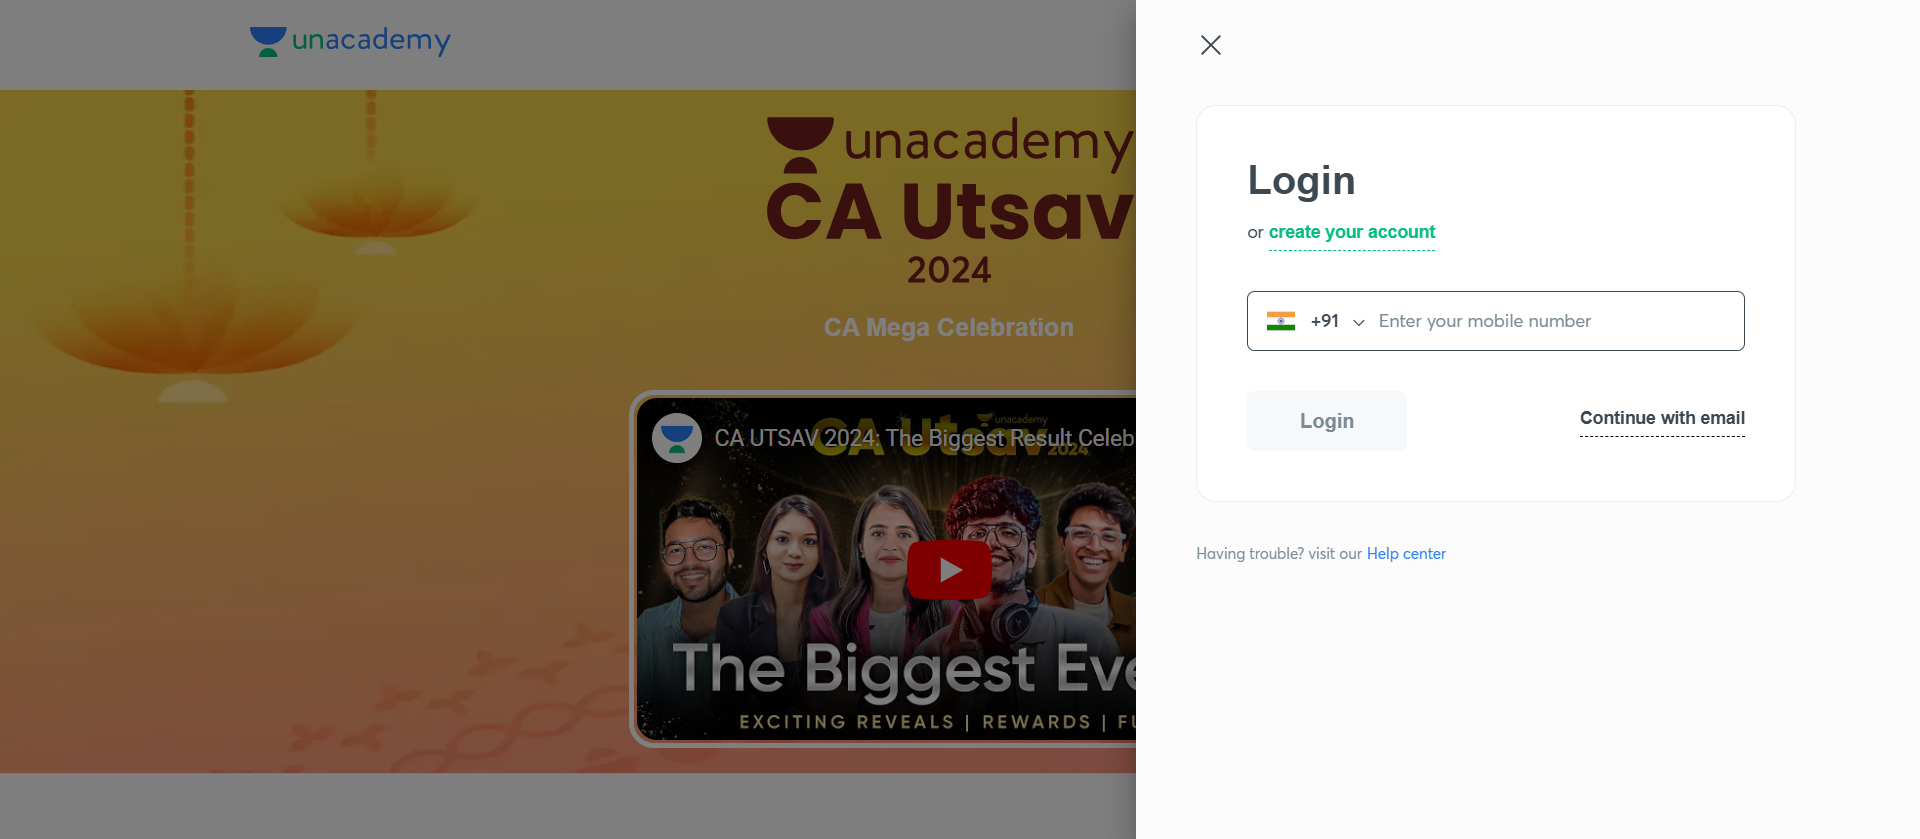 unacademy
unacademy
CA Utsav
2024
CA Mega Celebration
unacademy
CA UTSAV 2024: The Biggest Result Celeb
CA Utsav
2024
The Biggest Eve
EXCITING REVEALS | REWARDS | FU
Login
or create your account
+91
Enter your mobile number
Login
Continue with email
Having trouble? visit our Help center